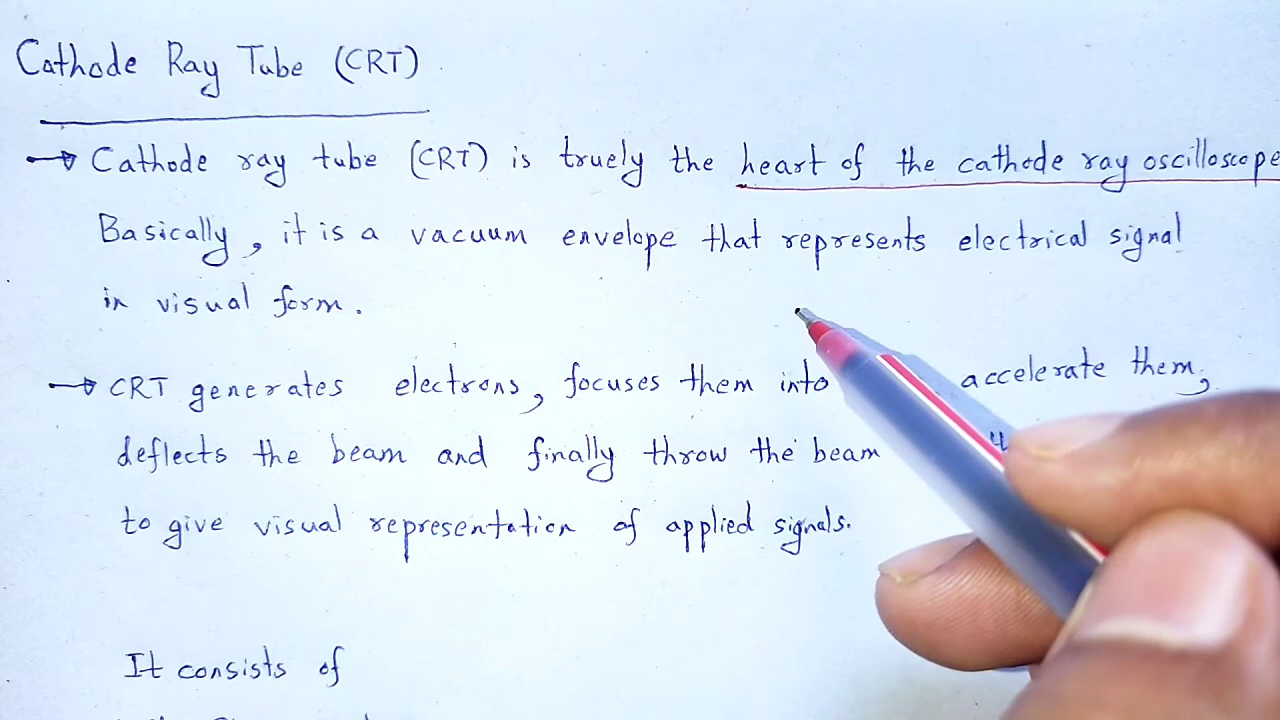 Cathode Ray Tube (CRT)
→ Cathode ray tube (CRT) is truely the heart of the cathode ray oscilloscope
Basically, it is a vacuum envelope that represents electrical signal
in visual form.
→ CRT generates electrons, focuses them into accelerate them,
deflects the beam and finally throw the beam
to give visual representation of applied signals.
It consists of